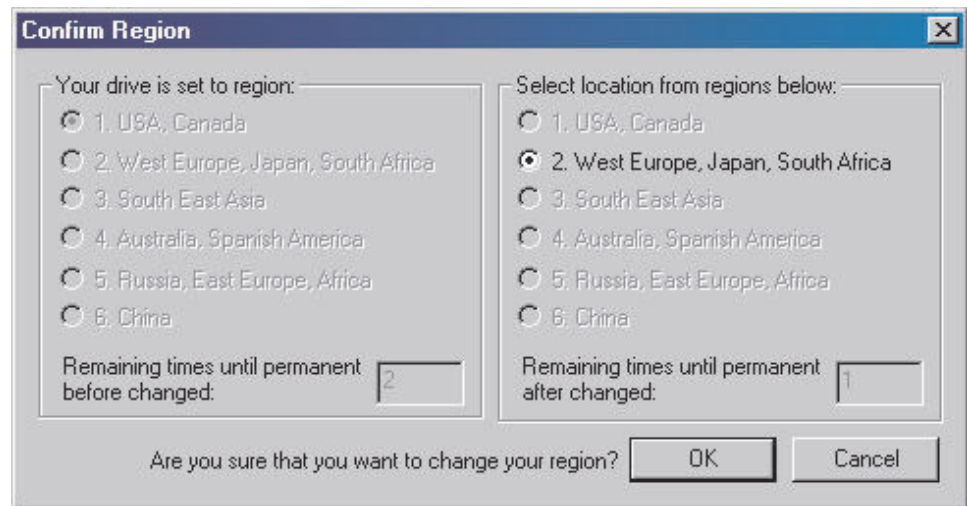 Confirm Region
Your drive is set to region:
1. USA, Canada
2. West Europe, Japan, South Africa
3. South East Asia
4. Australia, Spanish America
5. Russia, East Europe, Africa
6. China
Remaining times until permanent
before changed:
2
Select location from regions below:
1. USA, Canada
2. West Europe, Japan, South Africa
3. South East Asia
4. Australia, Spanish America
5. Russia, East Europe, Africa
6. China
Remaining times until permanent
after changed:
1
Are you sure that you want to change your region?
OK
Cancel